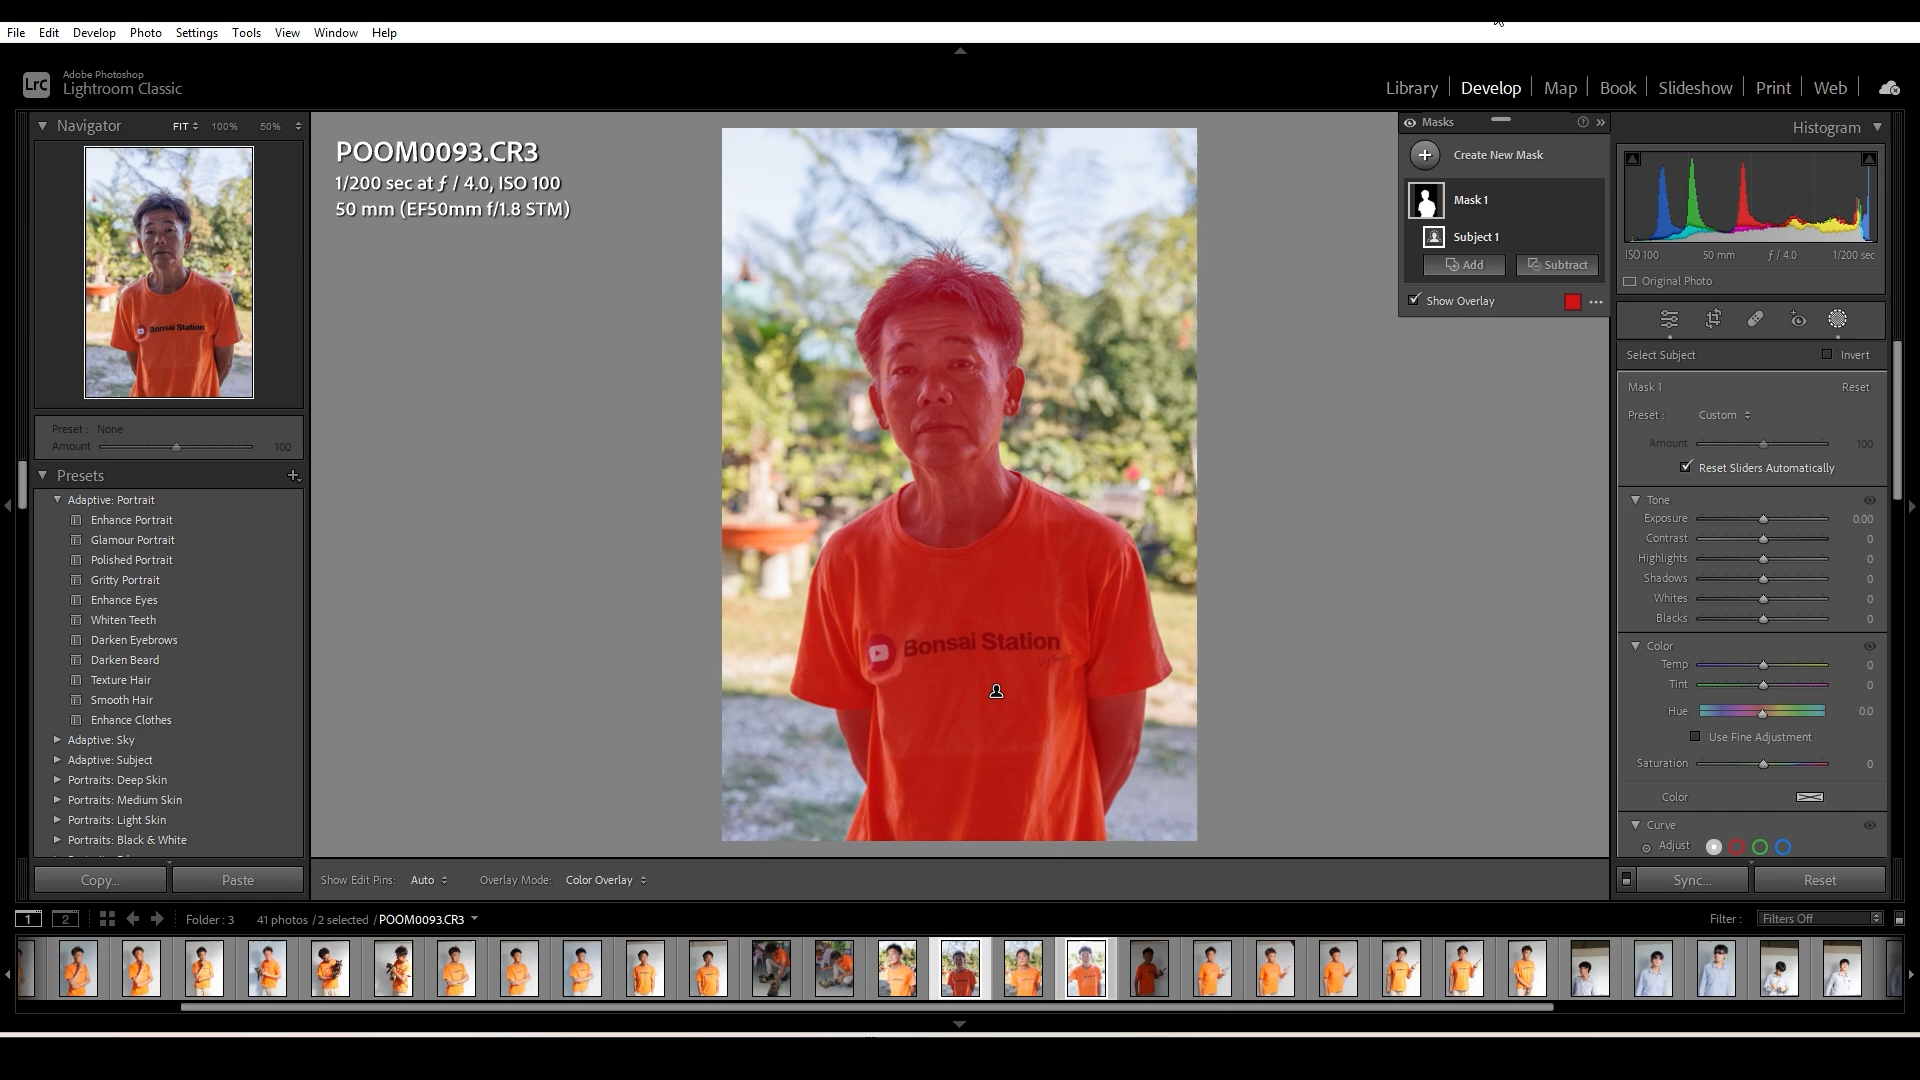 File Edit Develop Photo Settings Tools View Window Help
LrC
Adobe Photoshop
Lightroom Classic
Library Develop Map Book Slideshow Print Web
Navigator FIT 100% 50%
Bonsai Station
Preset : None
Amount 100
Presets
Adaptive: Portrait
Enhance Portrait
Glamour Portrait
Polished Portrait
Gritty Portrait
Enhance Eyes
Whiten Teeth
Darken Eyebrows
Darken Beard
Texture Hair
Smooth Hair
Enhance Clothes
Adaptive: Sky
Adaptive: Subject
Portraits: Deep Skin
Portraits: Medium Skin
Portraits: Light Skin
Portraits: Black & White
Copy... Paste
POOM0093.CR3
1/200 sec at ƒ / 4.0, ISO 100
50 mm (EF50mm f/1.8 STM)
Bonsai Station
Show Edit Pins: Auto Overlay Mode: Color Overlay
Masks
Create New Mask
Mask 1
Subject 1
Add Subtract
Show Overlay
Histogram
ISO 100 50 mm ƒ / 4.0 1/200 sec
Original Photo
Select Subject Invert
Mask 1 Reset
Preset : Custom
Amount 100
Reset Sliders Automatically
Tone
Exposure 0.00
Contrast 0
Highlights 0
Shadows 0
Whites 0
Blacks 0
Color
Temp 0
Tint 0
Hue 0.0
Use Fine Adjustment
Saturation 0
Color
Curve
Adjust
Sync... Reset
1 2 Folder : 3 41 photos / 2 selected / POOM0093.CR3 Filter : Filters Off